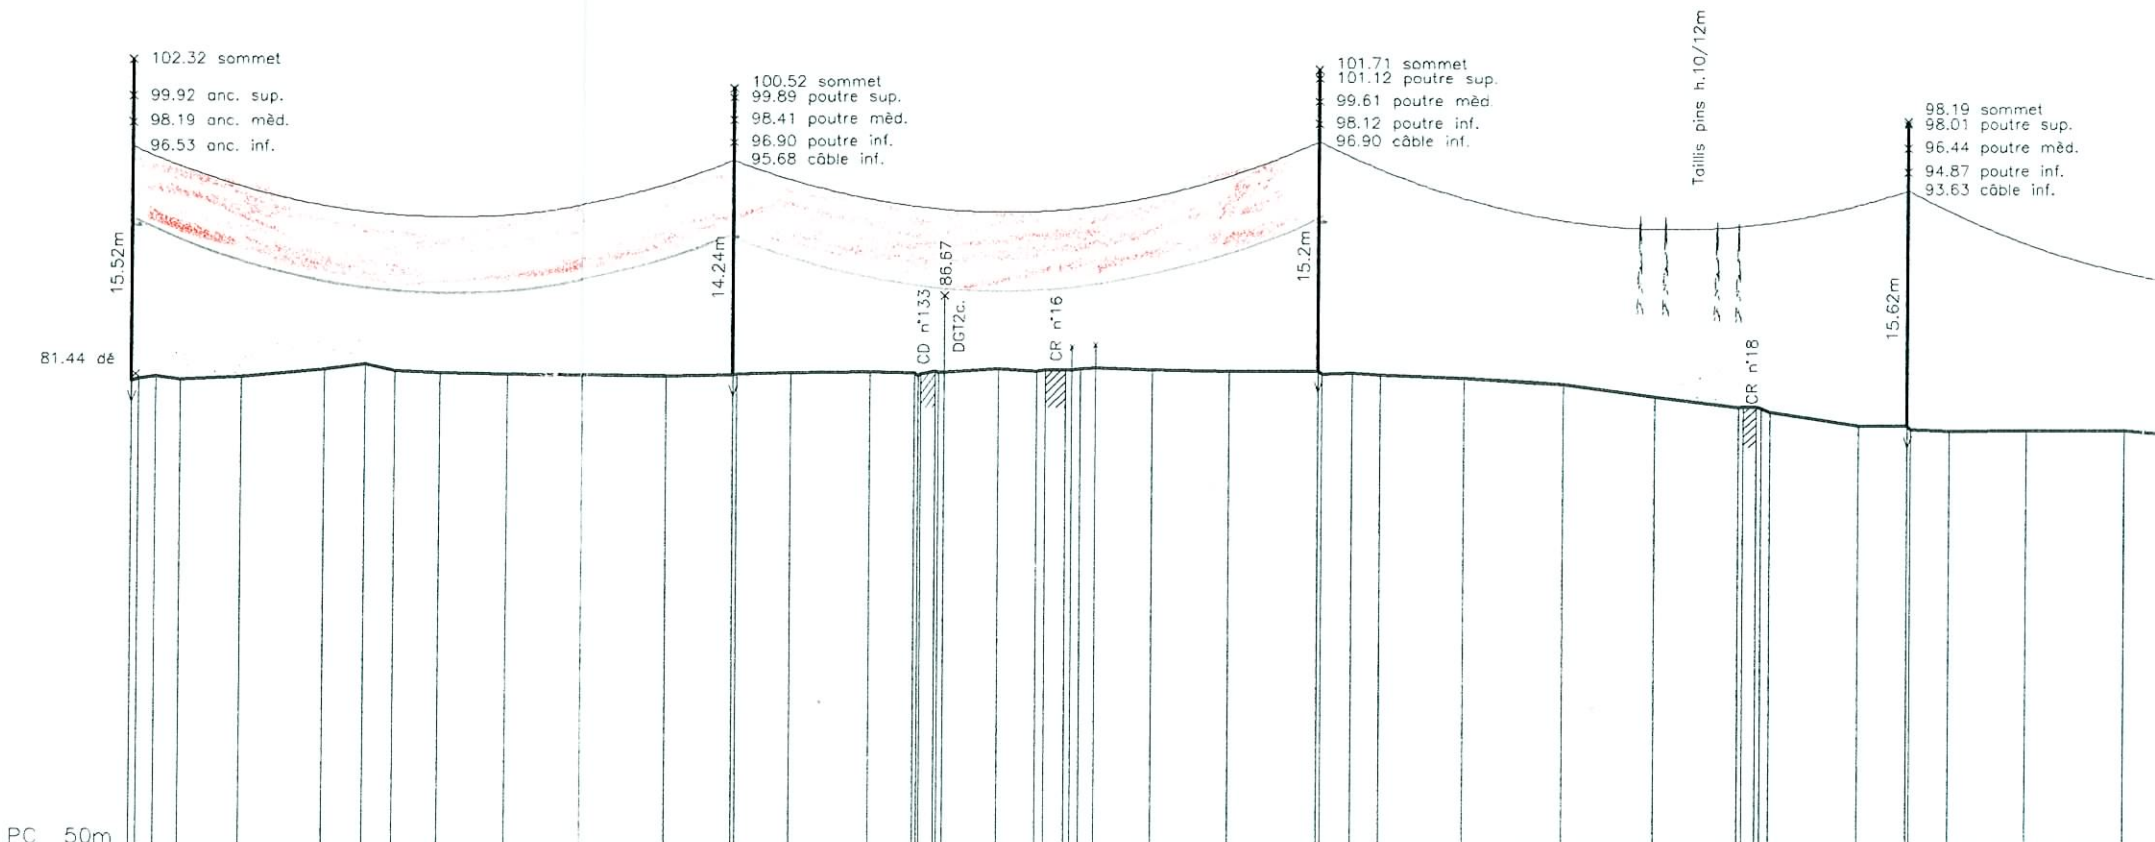 102.32 sommet
99.92 anc. sup.
98.19 anc. mèd.
96.53 anc. inf.
15.52m
81.44 dé
100.52 sommet
99.89 poutre sup.
98.41 poutre mèd.
96.90 poutre inf.
95.68 câble inf.
14.24m
CD n°133
86.67
DGT2c.
CR n°16
101.71 sommet
101.12 poutre sup.
99.61 poutre mèd.
98.12 poutre inf.
96.90 câble inf.
15.2m
Taillis pins h.10/12m
CR n°18
98.19 sommet
98.01 poutre sup.
96.44 poutre mèd.
94.87 poutre inf.
93.63 câble inf.
15.62m
PC 50m